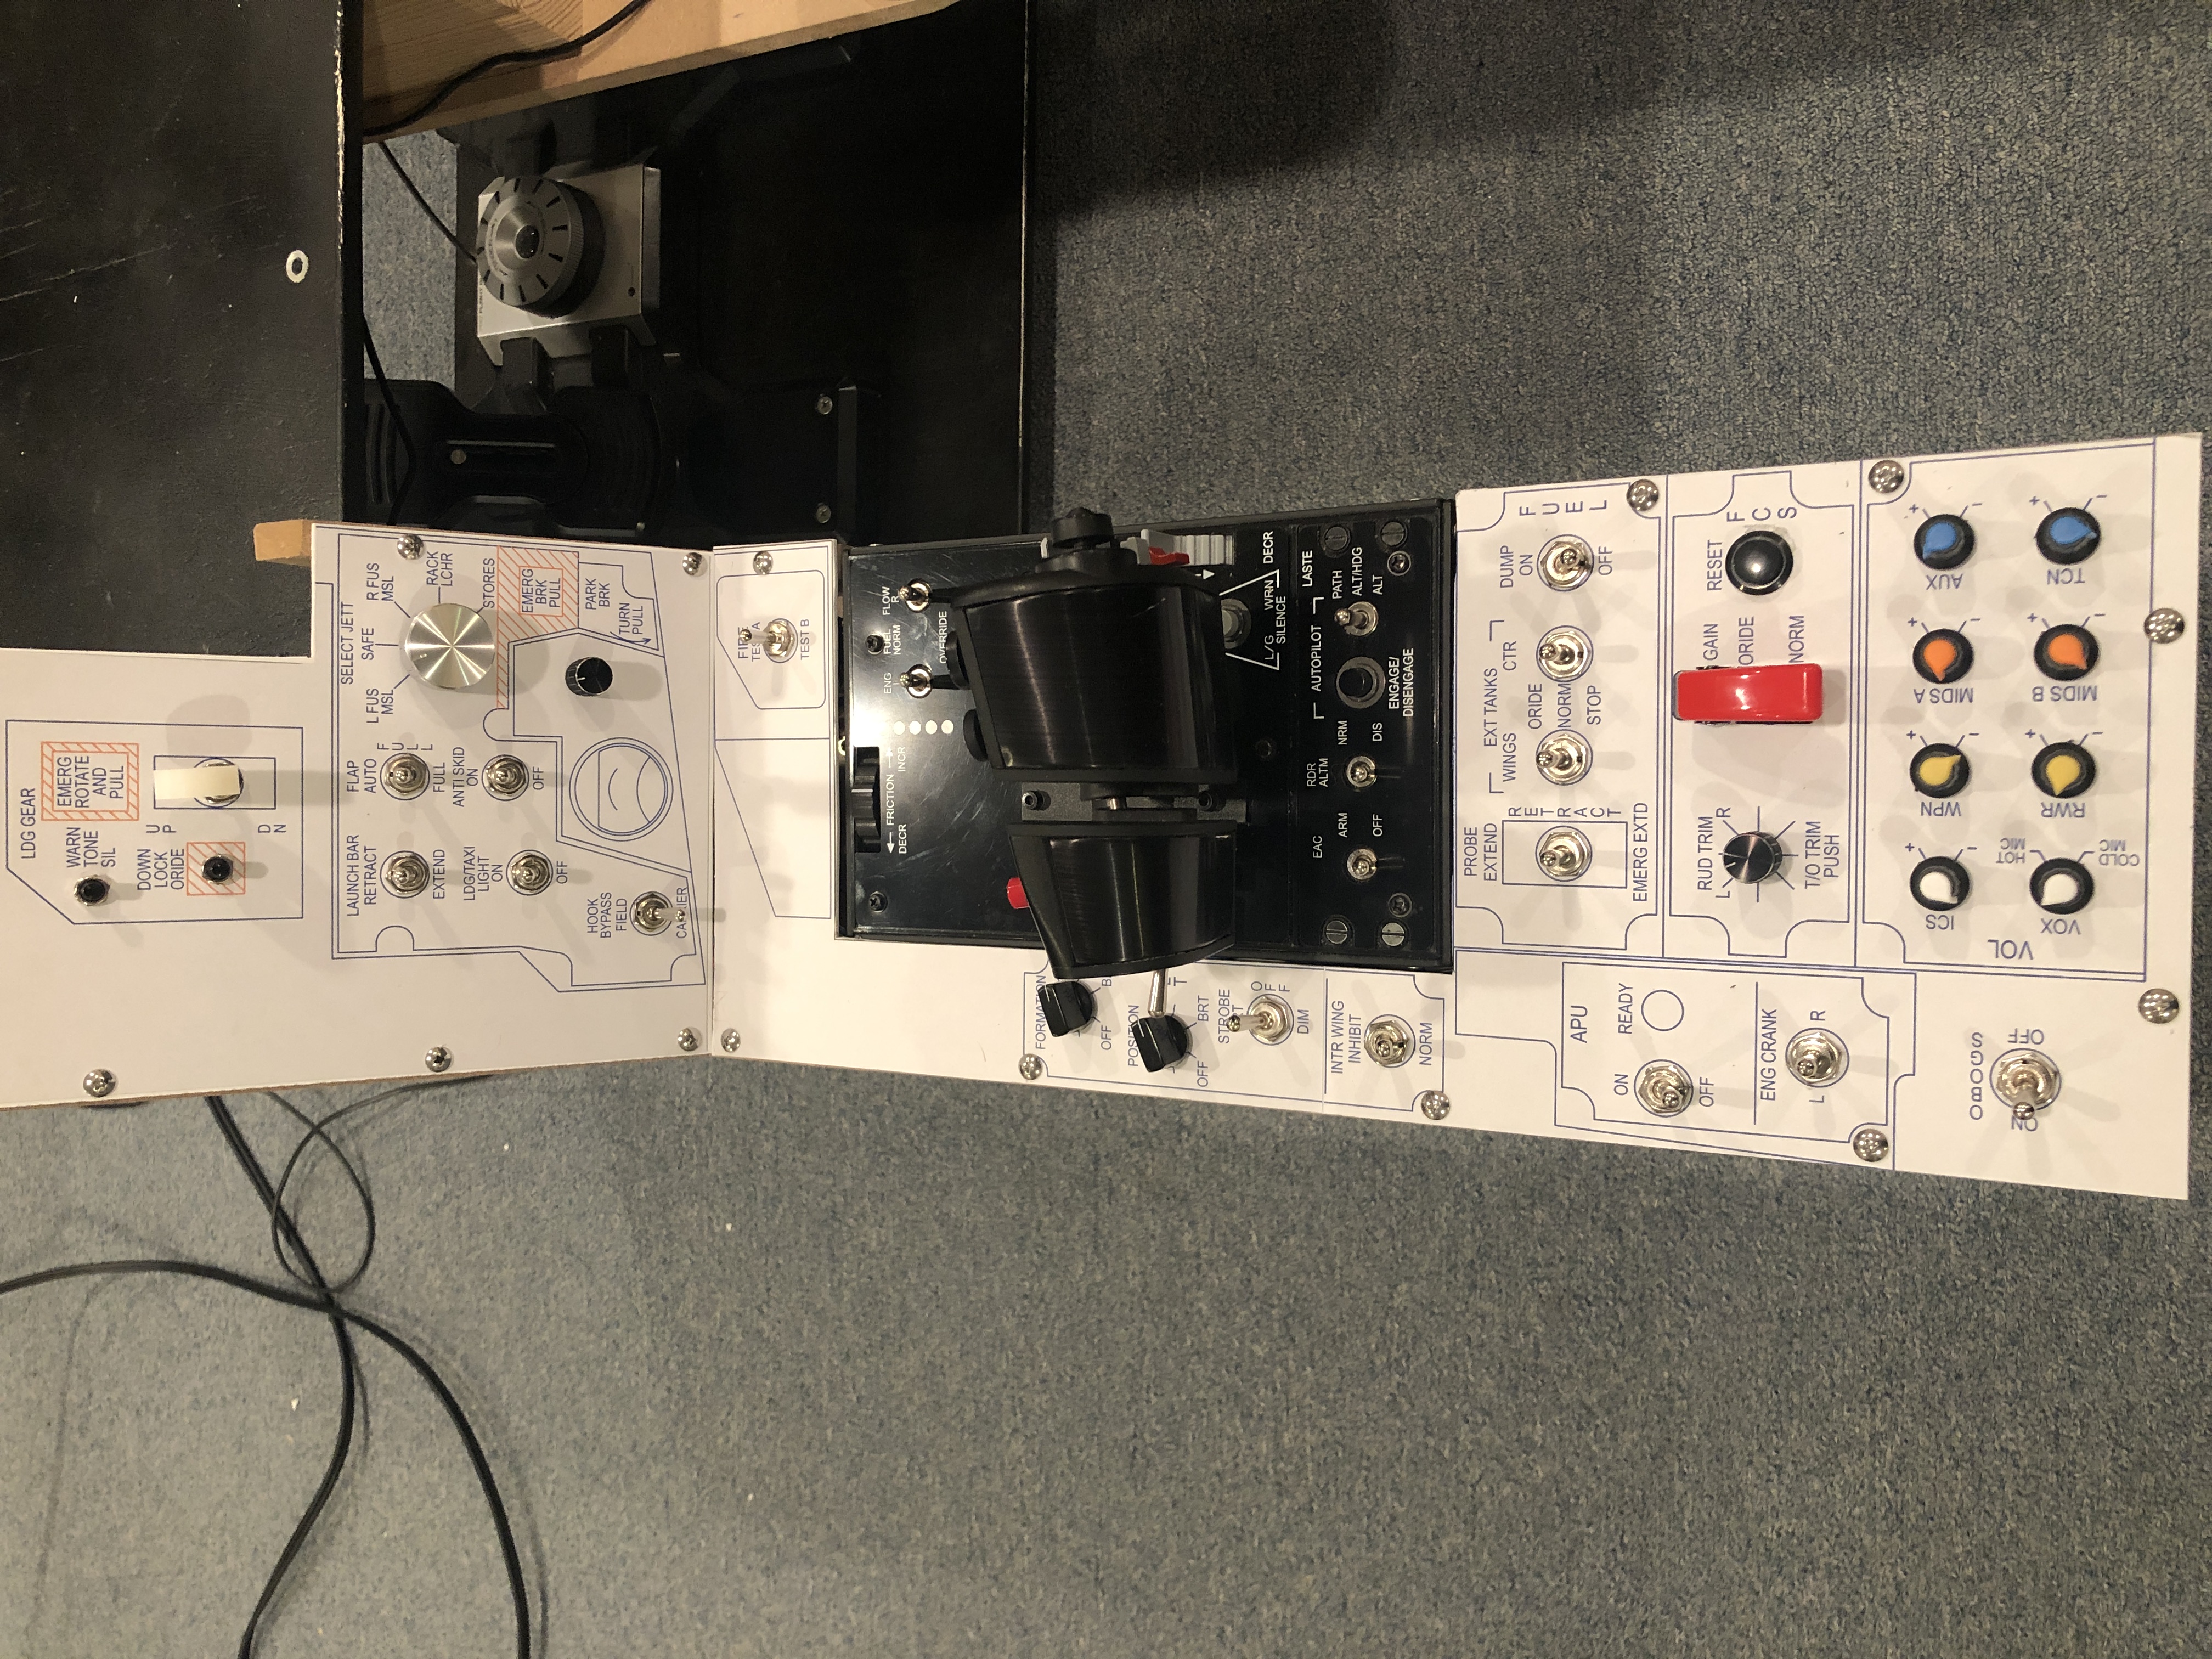 LDG GEAR
WARN
TONE
SIL
EMERG
ROTATE
AND
PULL
DOWN
LOCK
ORIDE
UP
DN
LAUNCH BAR
RETRACT
EXTEND
FLAP
AUTO
FULL
FULL
SELECT JETT
SAFE
L FUS
MSL
R FUS
MSL
RACK
LCHR
STORES
LDG/TAXI
LIGHT
ON
OFF
ANTI SKID
ON
OFF
EMERG
BRK
PULL
PARK
BRK
TURN
PULL
HOOK
BYPASS
FIELD
CARRIER
FIRE
TEST A
TEST B
FRICTION
DECR
INCR
ENG
FUEL
NORM
FLOW
R
OVERRIDE
FORMATION
OFF
POSITION
OFF
BRT
STROBE
OFF
DIM
L/G WRN
SILENCE
DECR
INTR WING
INHIBIT
NORM
EAC
ARM
OFF
RDR
ALTM
NRM
DIS
AUTOPILOT
ENGAGE/
DISENGAGE
LASTE
PATH
ALT/HDG
ALT
PROBE
EXTEND
RETRACT
EMERG EXTD
EXT TANKS
WINGS
CTR
ORIDE
NORM
STOP
DUMP
ON
OFF
FUEL
APU
ON
OFF
READY
ENG CRANK
L
R
RUD TRIM
L
R
T/O TRIM
PUSH
GAIN
ORIDE
NORM
RESET
FCS
OBOGS
ON
OFF
VOL
ICS
- +
WPN
- +
MIDS A
- +
AUX
- +
VOX
COLD
MIC
HOT
MIC
RWR
- +
MIDS B
- +
TCN
- +